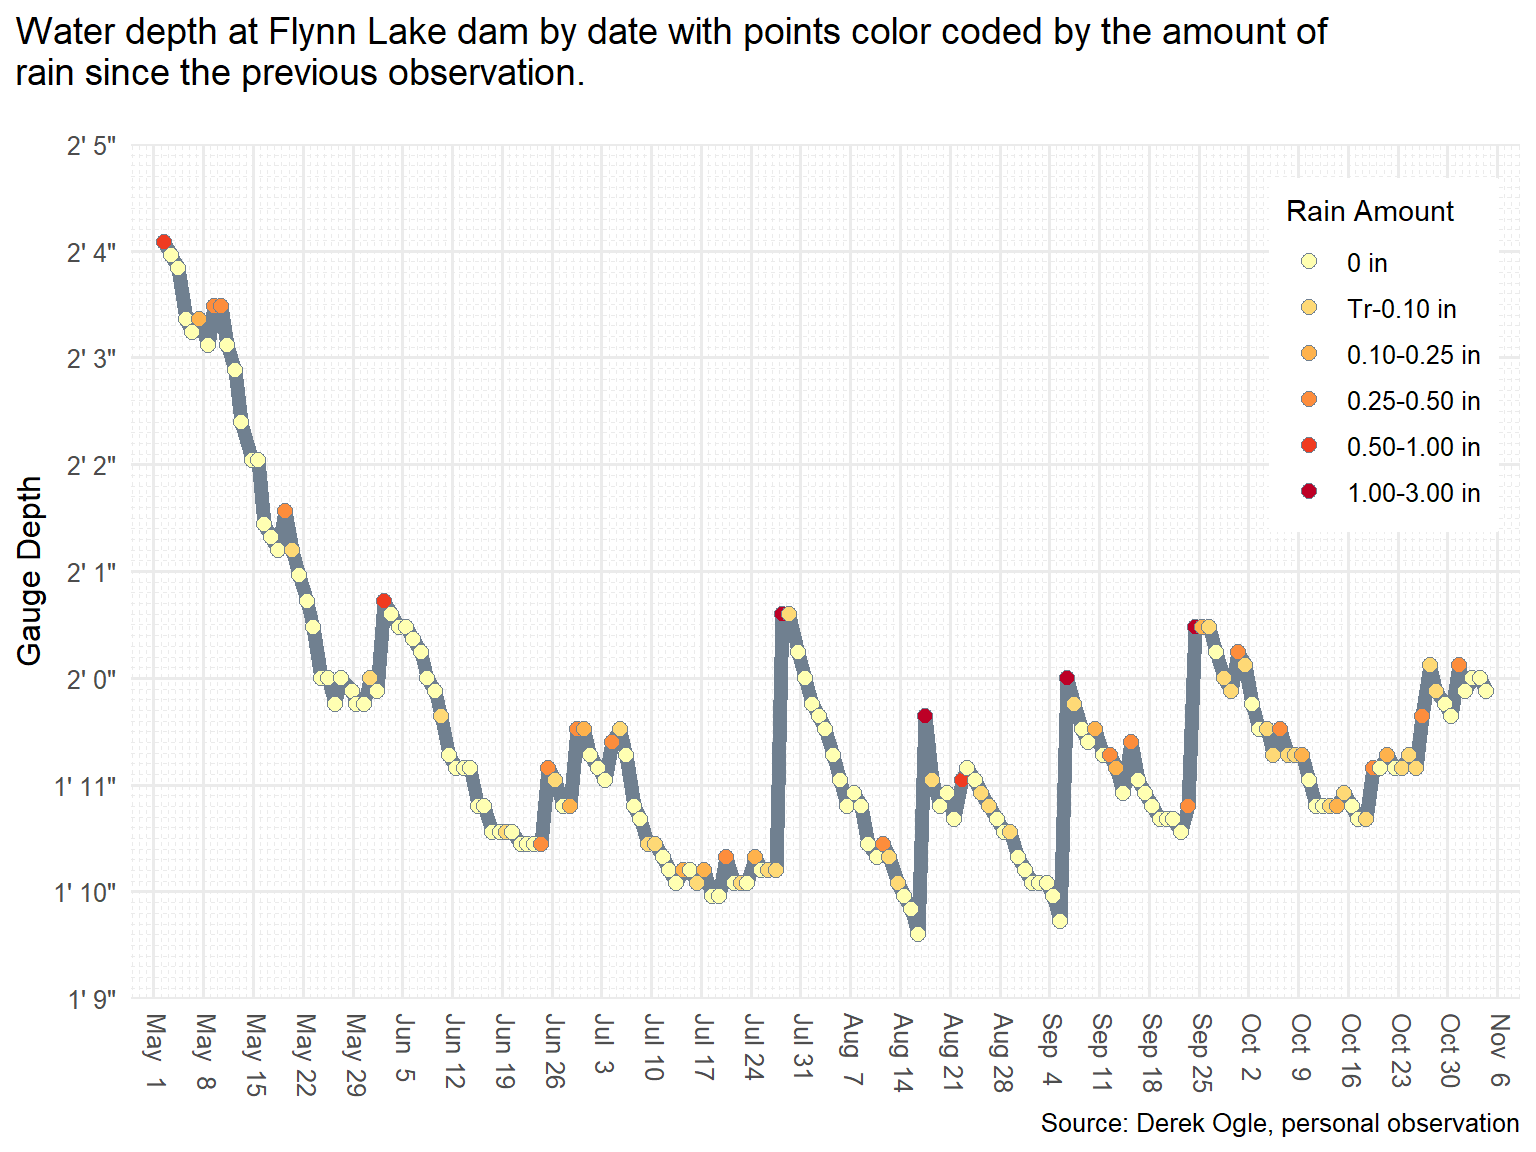 Water depth at Flynn Lake dam by date with points color coded by the amount of
rain since the previous observation.
2' 5"
2' 4"
2' 3"
2' 2"
2' 1"
2' 0"
1' 11"
1' 10"
1' 9"
Gauge Depth
Rain Amount
0 in
Tr-0.10 in
0.10-0.25 in
0.25-0.50 in
0.50-1.00 in
1.00-3.00 in
May 1
May 8
May 15
May 22
May 29
Jun 5
Jun 12
Jun 19
Jun 26
Jul 3
Jul 10
Jul 17
Jul 24
Jul 31
Aug 7
Aug 14
Aug 21
Aug 28
Sep 4
Sep 11
Sep 18
Sep 25
Oct 2
Oct 9
Oct 16
Oct 23
Oct 30
Nov 6
Source: Derek Ogle, personal observation